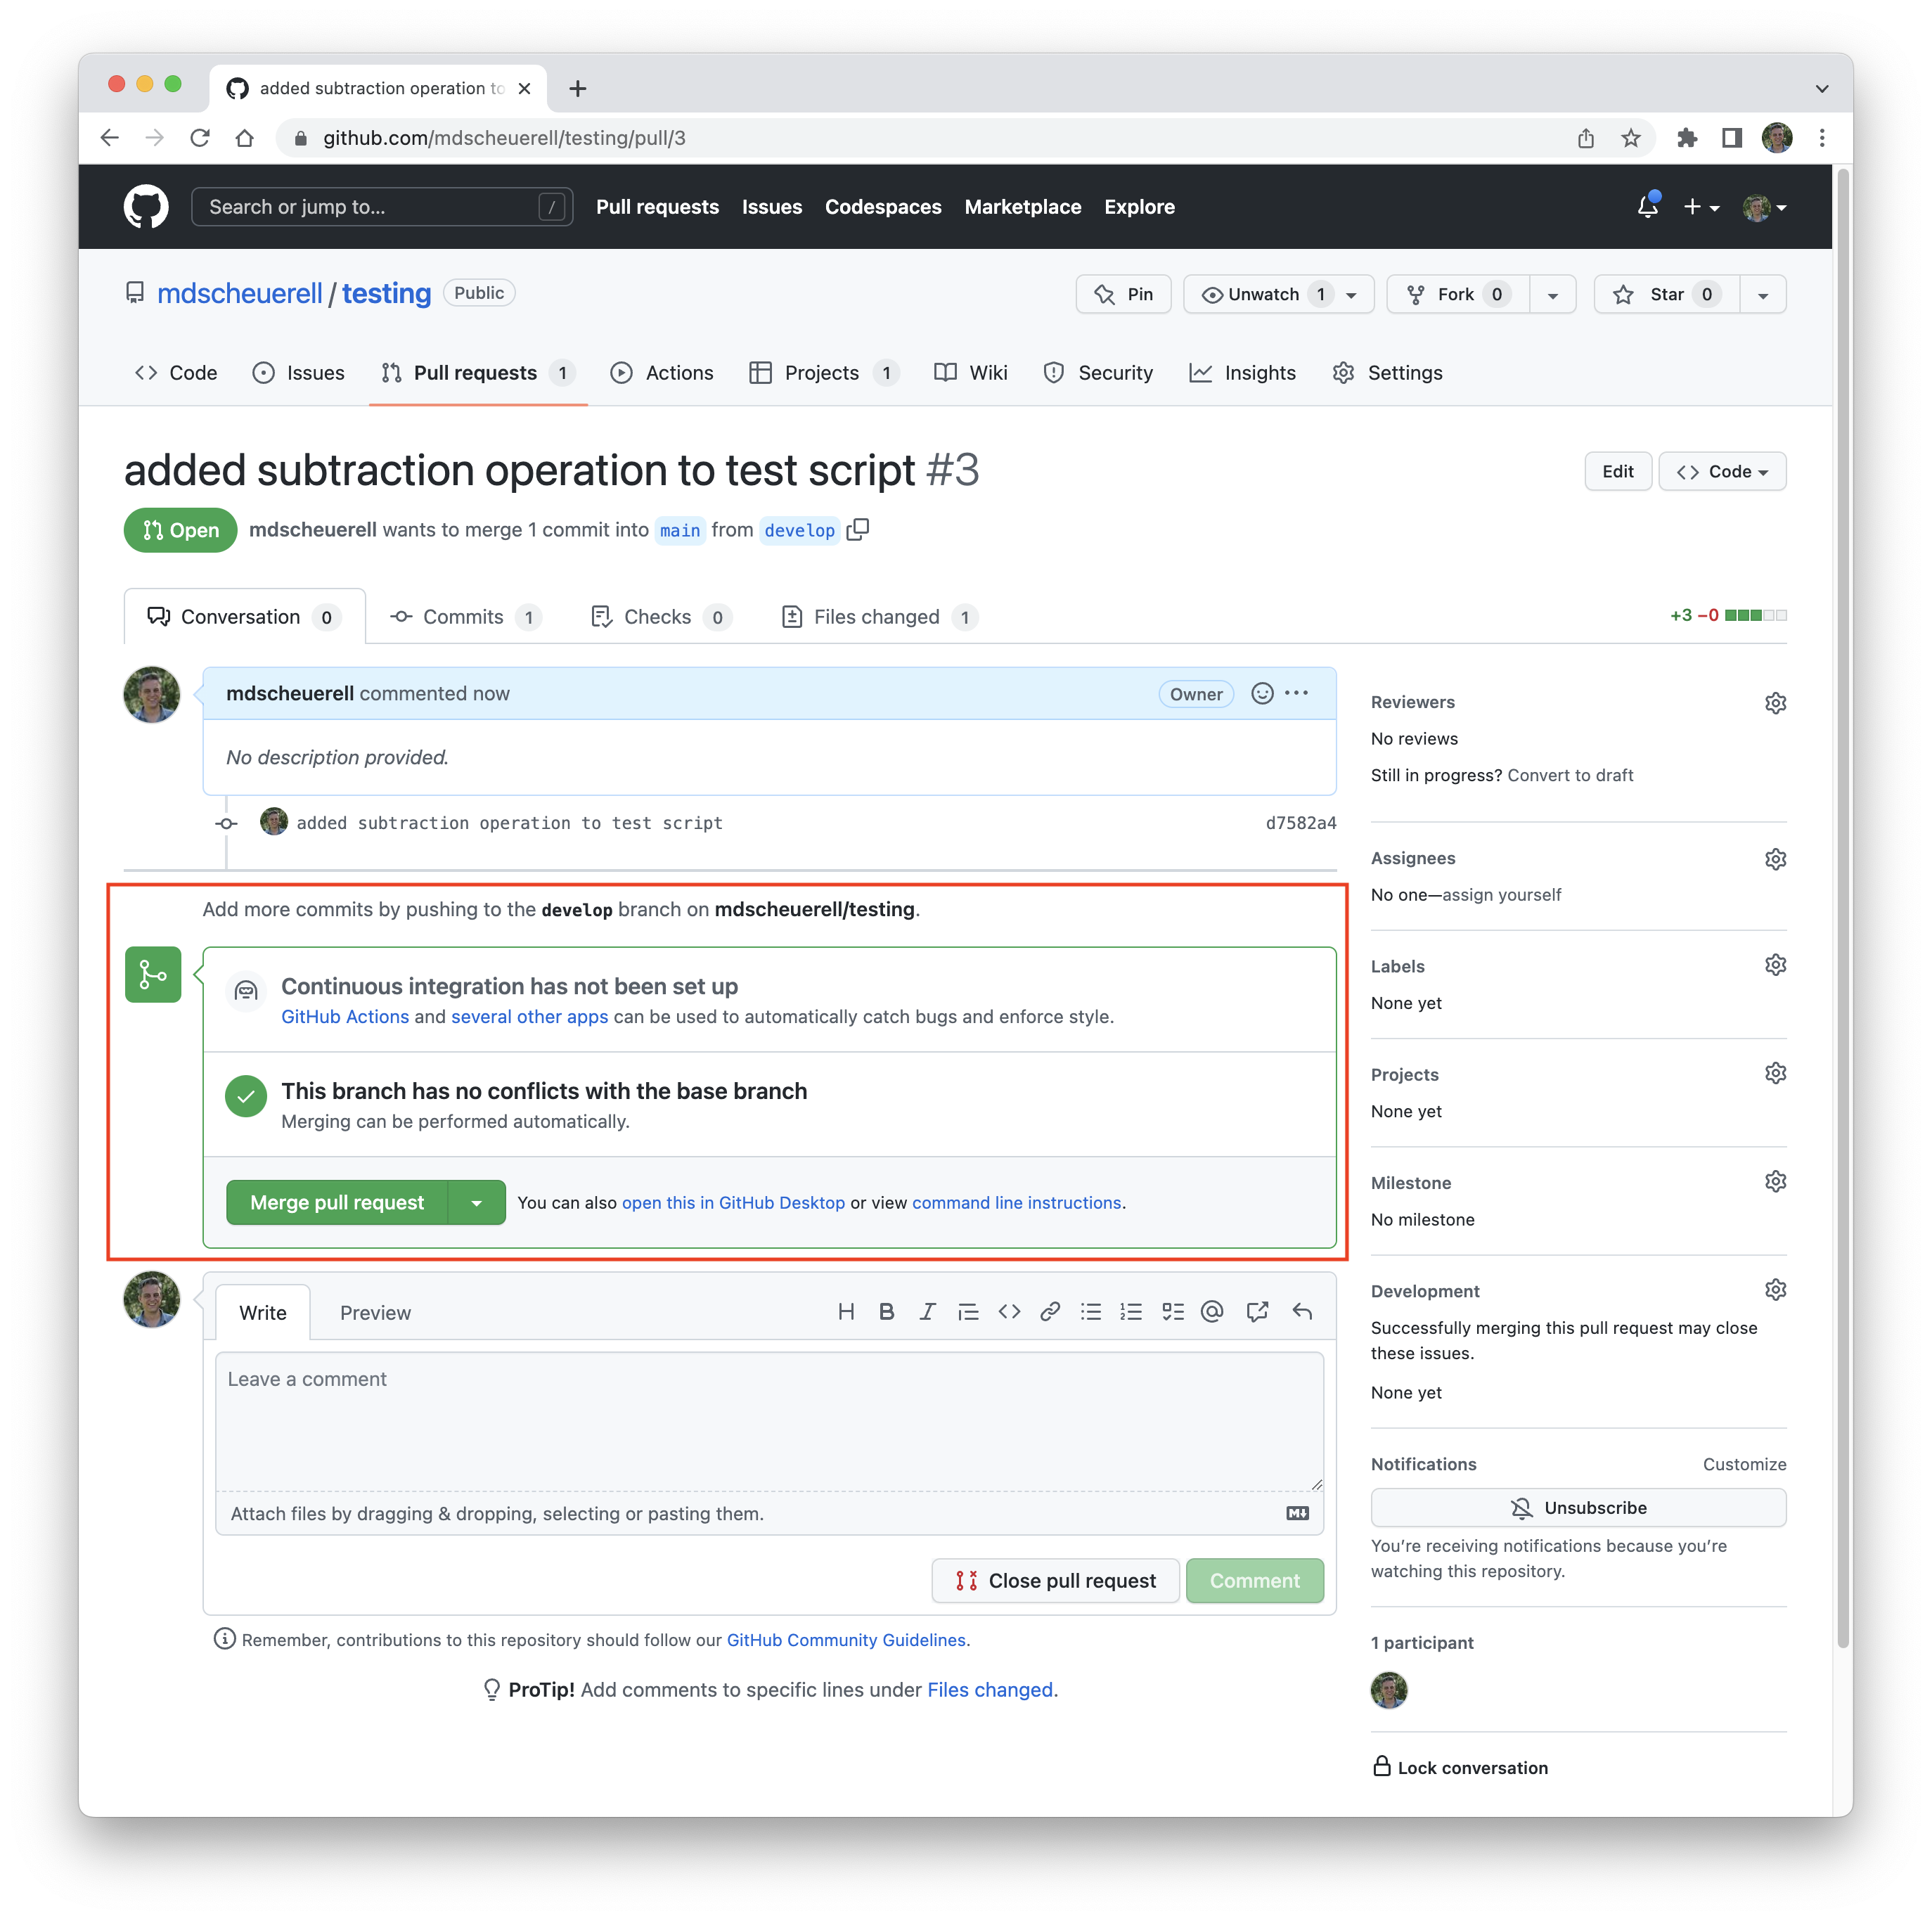 added subtraction operation to
github.com/mdscheuerell/testing/pull/3
Search or jump to... /
Pull requests Issues Codespaces Marketplace Explore
mdscheuerell / testing Public
Pin Unwatch 1 Fork 0 Star 0
Code Issues Pull requests 1 Actions Projects 1 Wiki Security Insights Settings
added subtraction operation to test script #3
Edit Code
Open mdscheuerell wants to merge 1 commit into main from develop
Conversation 0 Commits 1 Checks 0 Files changed 1
+3 −0
mdscheuerell commented now Owner
No description provided.
added subtraction operation to test script d7582a4
Add more commits by pushing to the develop branch on mdscheuerell/testing.
Continuous integration has not been set up
GitHub Actions and several other apps can be used to automatically catch bugs and enforce style.
This branch has no conflicts with the base branch
Merging can be performed automatically.
Merge pull request You can also open this in GitHub Desktop or view command line instructions.
Write Preview
Leave a comment
Attach files by dragging & dropping, selecting or pasting them.
Close pull request Comment
Remember, contributions to this repository should follow our GitHub Community Guidelines.
ProTip! Add comments to specific lines under Files changed.
Reviewers
No reviews
Still in progress? Convert to draft
Assignees
No one—assign yourself
Labels
None yet
Projects
None yet
Milestone
No milestone
Development
Successfully merging this pull request may close
these issues.
None yet
Notifications Customize
Unsubscribe
You’re receiving notifications because you’re
watching this repository.
1 participant
Lock conversation